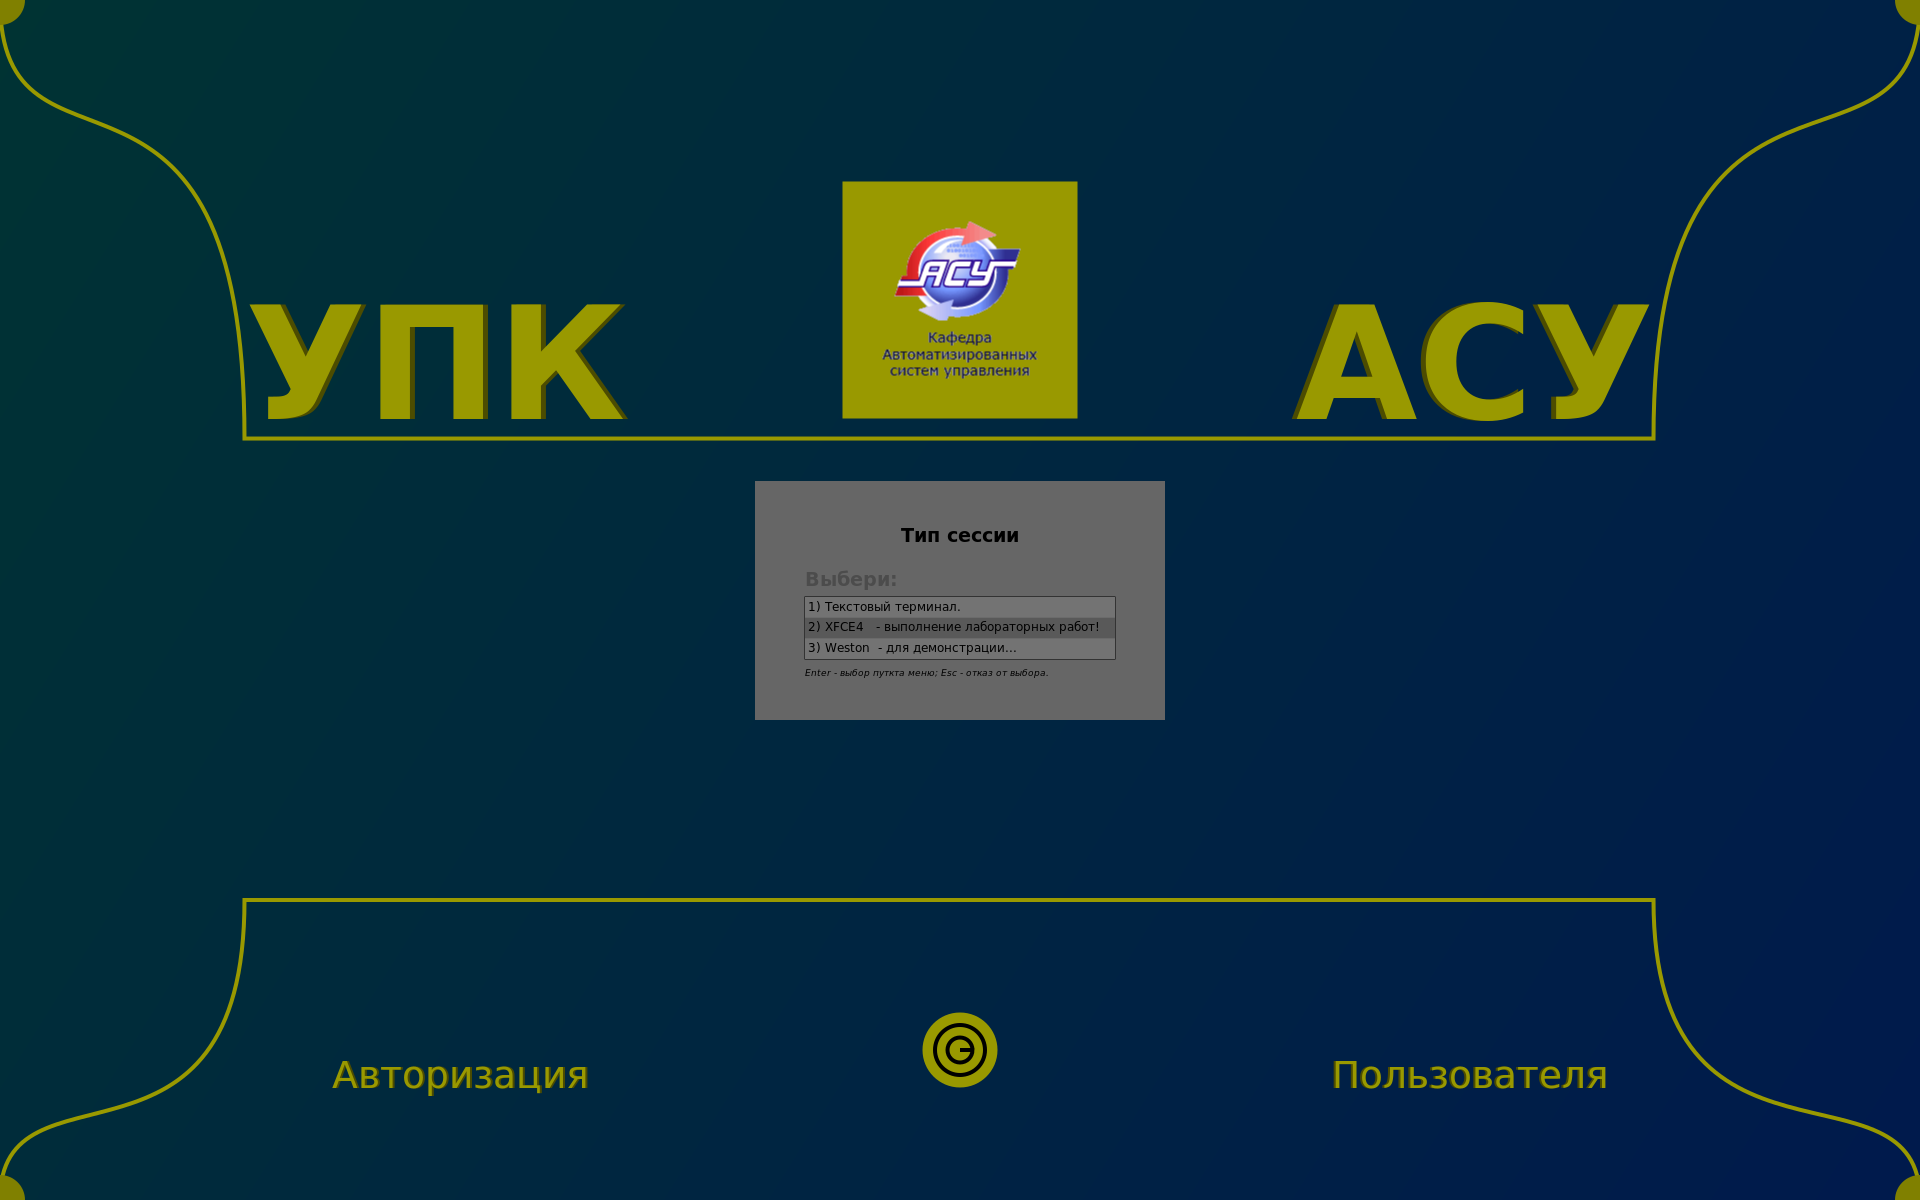 УПК
АСУ
АСУ
Кафедра
Автоматизированных
систем управления
Тип сессии
Выбери:
1) Текстовый терминал.
2) XFCE4 - выполнение лабораторных работ!
3) Weston - для демонстрации...
Enter - выбор путкта меню; Esc - отказ от выбора.
Авторизация
Пользователя